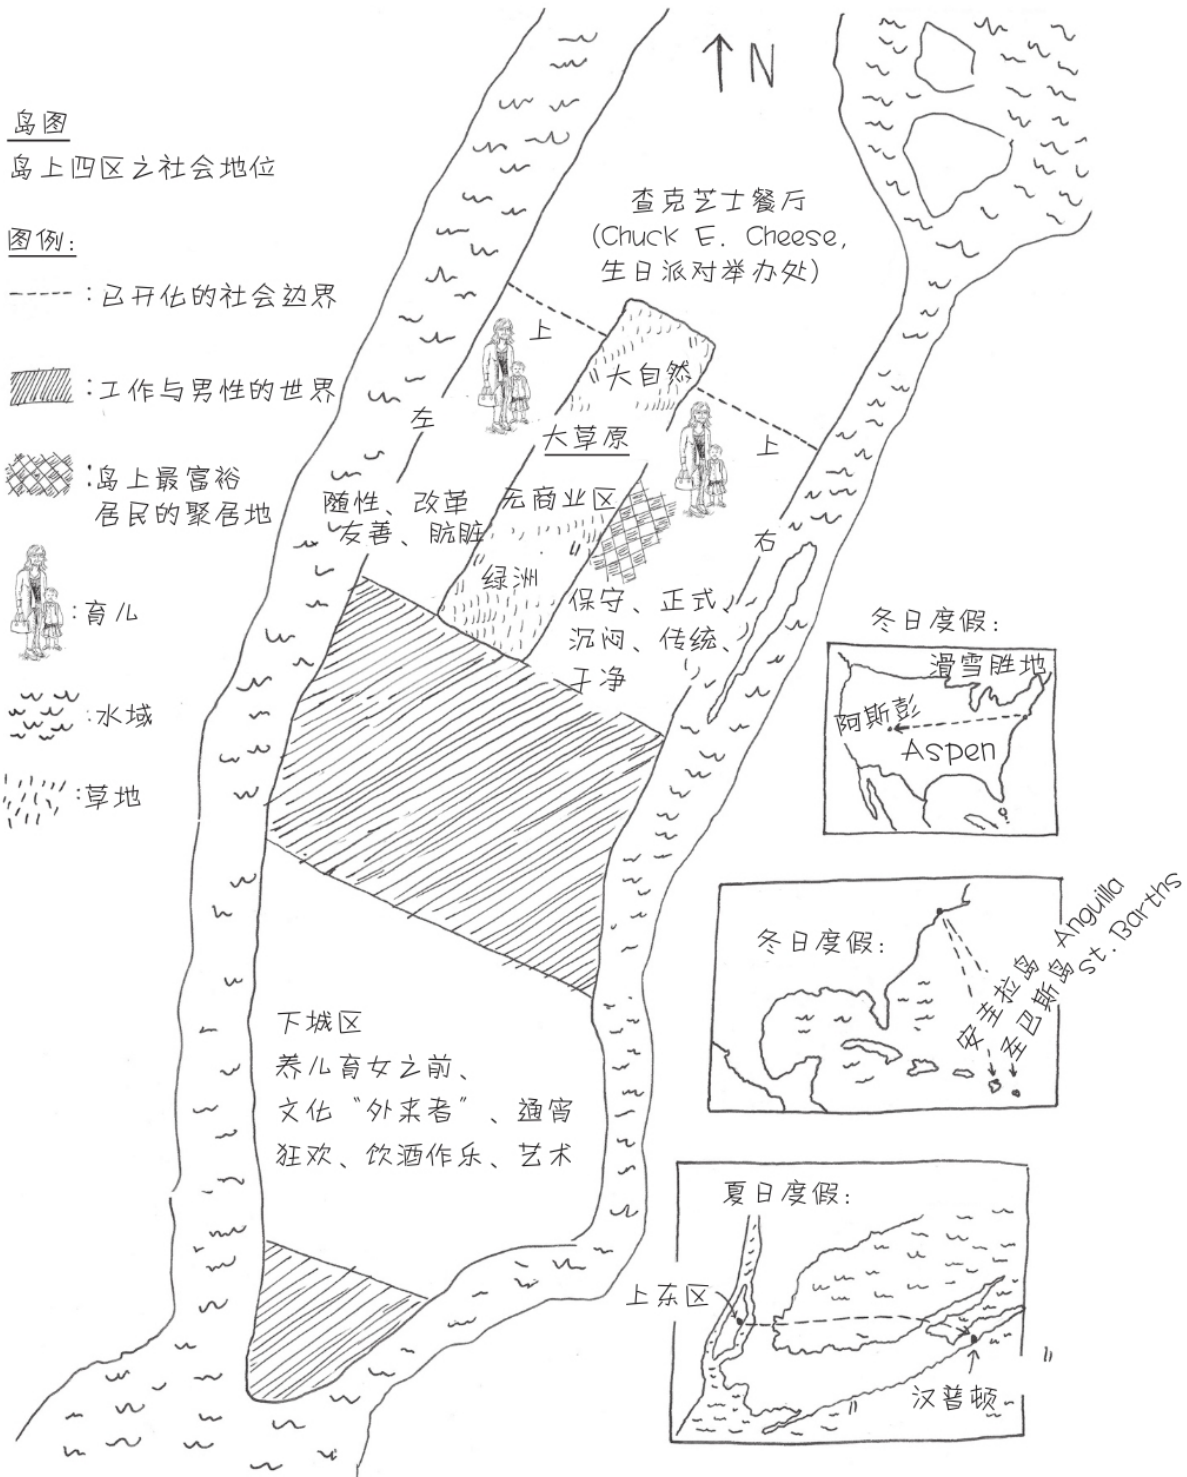 岛图
岛上四区之社会地位
图例:
:已开化的社会边界
:工作与男性的世界
:岛上最富裕
居民的聚居地
:育儿
:水域
:草地
N
查克芝士餐厅
(Chuck E. Cheese,
生日派对举办处)
上
"大自然"
左
大草原
上
随性、改革
友善、肮脏
无商业区
右
"绿洲"
保守、正式、
沉闷、传统、
干净
下城区
养儿育女之前、
文化"外来者"、通宵
狂欢、饮酒作乐、艺术
冬日度假:
滑雪胜地
阿斯彭
Aspen
冬日度假:
安圭拉岛 Anguilla
圣巴斯岛 st. Barths
夏日度假:
上东区
汉普顿